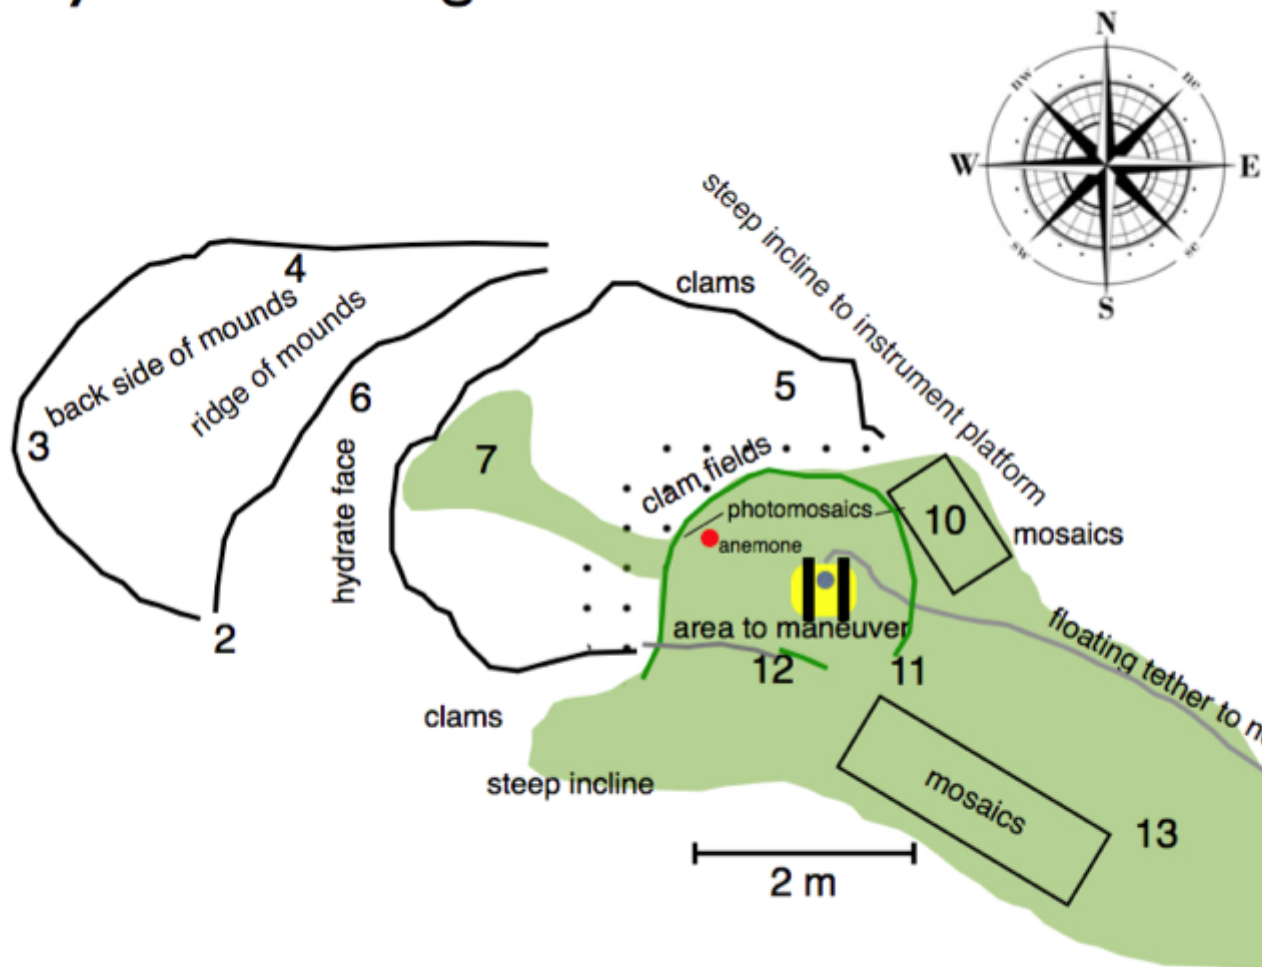 N
nw
ne
W
E
sw
se
S
steep incline to instrument platform
4
clams
back side of mounds
ridge of mounds
5
6
3
hydrate face
7
clam fields
photomosaics
10
anemone
mosaics
area to maneuver
floating tether to
2
12
11
clams
steep incline
mosaics
13
2 m